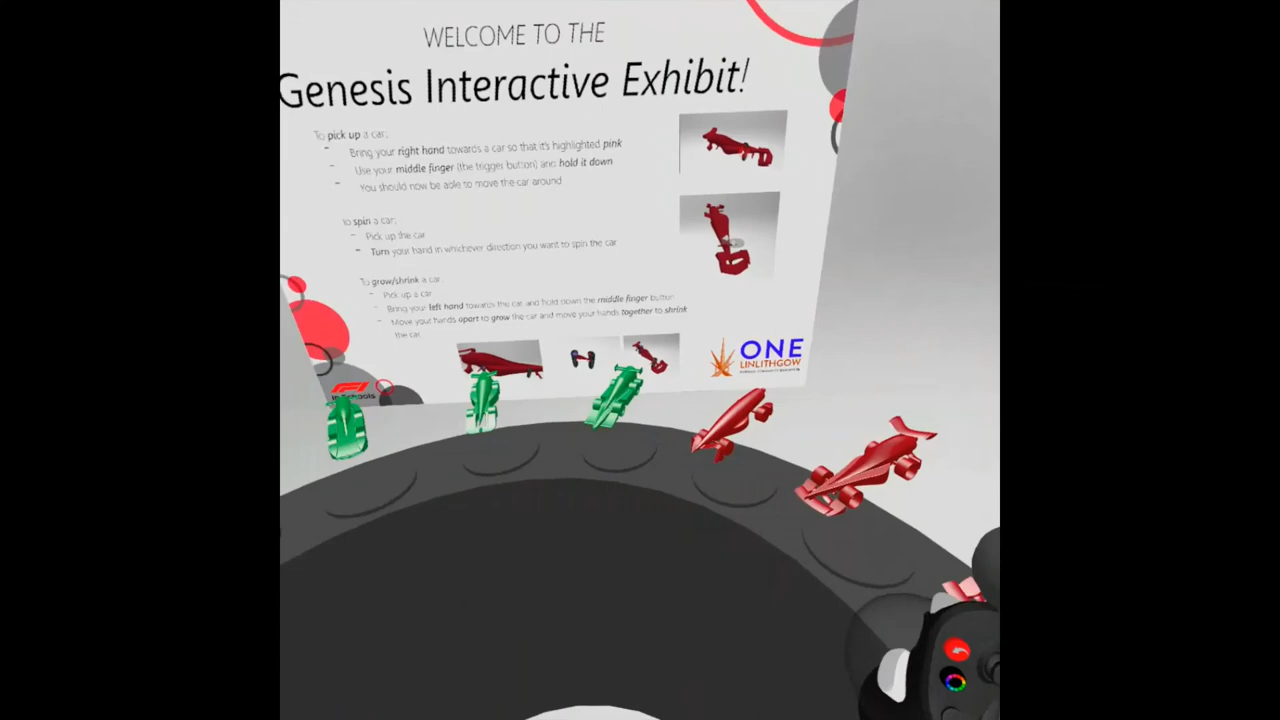 WELCOME TO THE
Genesis Interactive Exhibit!
To pick up a car:
- Bring your right hand towards a car so that it's highlighted pink
- Use your middle finger (the trigger button) and hold it down
- You should now be able to move the car around
To spin a car:
- Pick up the car
- Turn your hand in whichever direction you want to spin the car
To grow/shrink a car:
- Pick up a car
- Bring your left hand towards the car and hold down the middle finger button
- Move your hands apart to grow the car and move your hands together to shrink
the car
ONE
LINLITHGOW
F1
in Schools